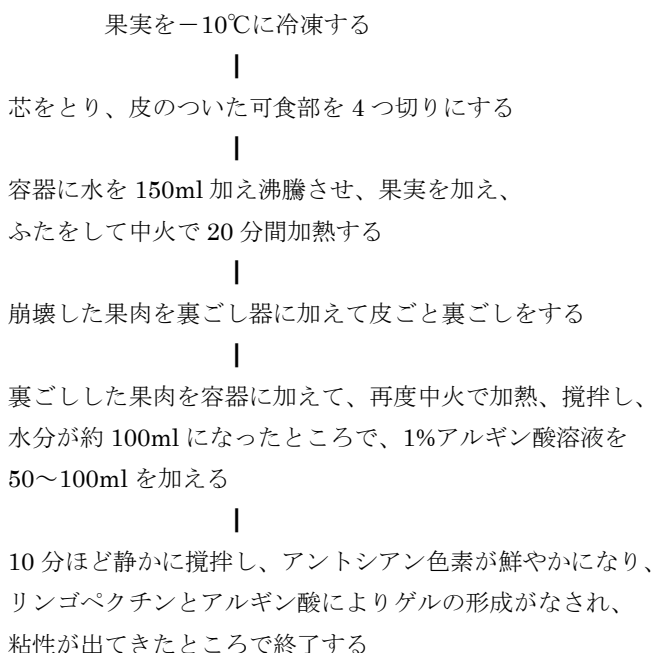 果実を－10℃に冷凍する
芯をとり、皮のついた可食部を 4 つ切りにする
容器に水を 150ml 加え沸騰させ、果実を加え、
ふたをして中火で 20 分間加熱する
崩壊した果肉を裏ごし器に加えて皮ごと裏ごしをする
裏ごしした果肉を容器に加えて、再度中火で加熱、撹拌し、
水分が約 100ml になったところで、1%アルギン酸溶液を
50～100ml を加える
10 分ほど静かに撹拌し、アントシアン色素が鮮やかになり、
リンゴペクチンとアルギン酸によりゲルの形成がなされ、
粘性が出てきたところで終了する